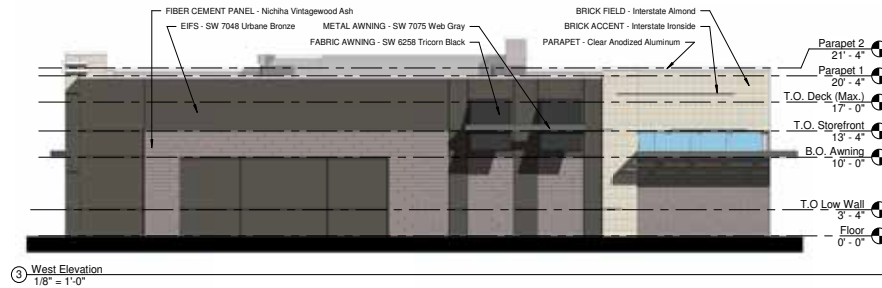 FIBER CEMENT PANEL - Nichiha Vintagewood Ash
BRICK FIELD - Interstate Almond
EIFS - SW 7048 Urbane Bronze
METAL AWNING - SW 7075 Web Gray
BRICK ACCENT - Interstate Ironside
FABRIC AWNING - SW 6258 Tricorn Black
PARAPET - Clear Anodized Aluminum
Parapet 2
21' - 4"
Parapet 1
20' - 4"
T.O. Deck (Max.)
17' - 0"
T.O. Storefront
13' - 4"
B.O. Awning
10' - 0"
T.O Low Wall
3' - 4"
Floor
0' - 0"
3 West Elevation
1/8" = 1'-0"